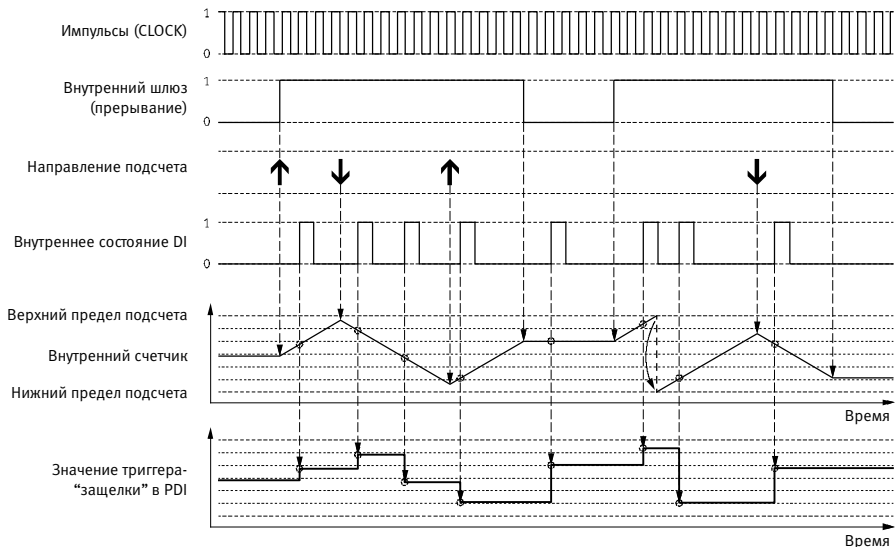 Импульсы (CLOCK)
1
0
Внутренний шлюз
(прерывание)
1
0
Направление подсчета
Внутреннее состояние DI
1
0
Верхний предел подсчета
Внутренний счетчик
Нижний предел подсчета
Время
Значение триггера-
“защелки” в PDI
Время